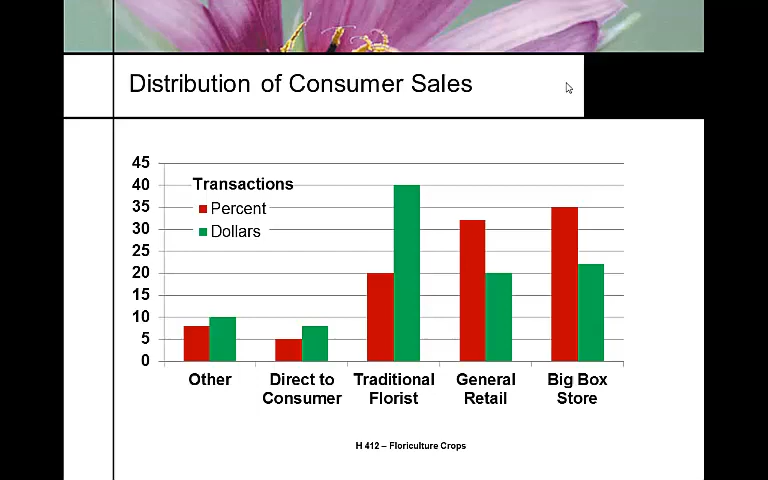 Distribution of Consumer Sales
45
40
35
30
25
20
15
10
5
0
Transactions
Percent
Dollars
Other
Direct to
Consumer
Traditional
Florist
General
Retail
Big Box
Store
H 412 – Floriculture Crops